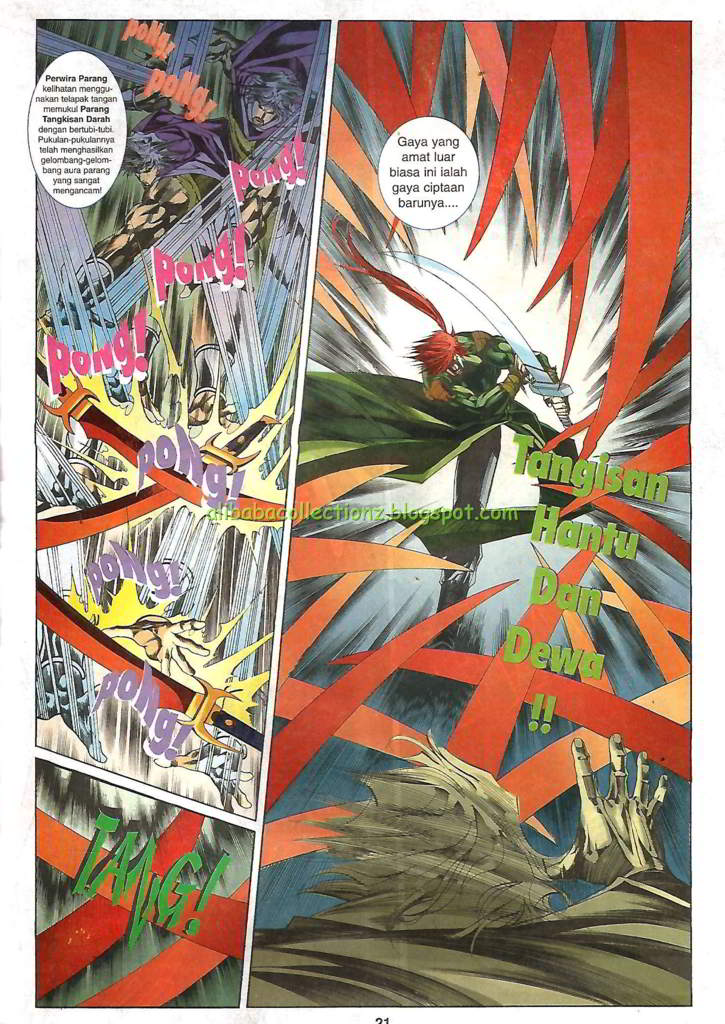 pong!
pong!
Perwira Parang
kelihatan menggu-
nakan telapak tangan
memukul Parang
Tangkisan Darah
dengan bertubi-tubi.
Pukulan-pukulannya
telah menghasilkan
gelombang-gelom-
bang aura parang
yang sangat
mengancam!
pong!
pong!
pong!
pong!
pong!
pong!
TANG!
Gaya yang
amat luar
biasa ini ialah
gaya ciptaan
barunya....
Tangisan
Hantu
Dan
Dewa
!!
alibabacollectionz.blogspot.com
21